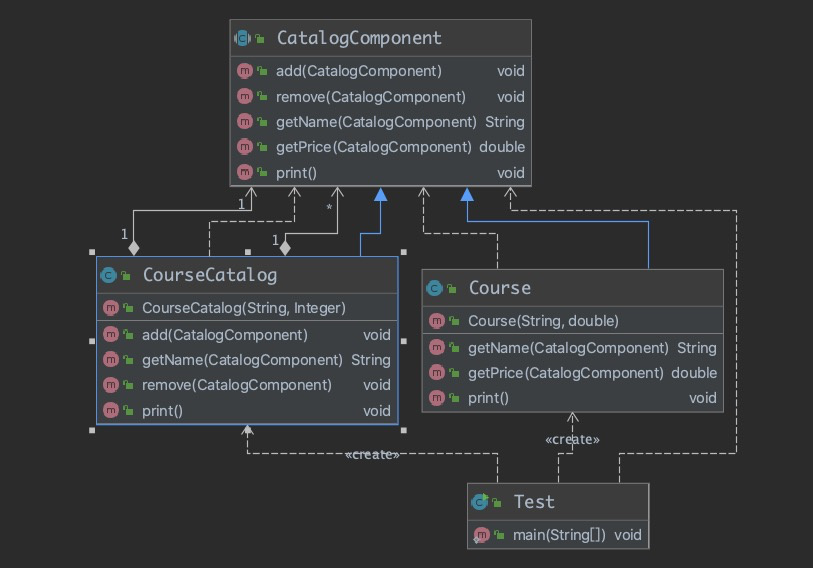 CatalogComponent
add(CatalogComponent) void
remove(CatalogComponent) void
getName(CatalogComponent) String
getPrice(CatalogComponent) double
print() void
1
*
1
1
CourseCatalog
CourseCatalog(String, Integer)
add(CatalogComponent) void
getName(CatalogComponent) String
remove(CatalogComponent) void
print() void
Course
Course(String, double)
getName(CatalogComponent) String
getPrice(CatalogComponent) double
print() void
«create»
«create»
Test
main(String[]) void